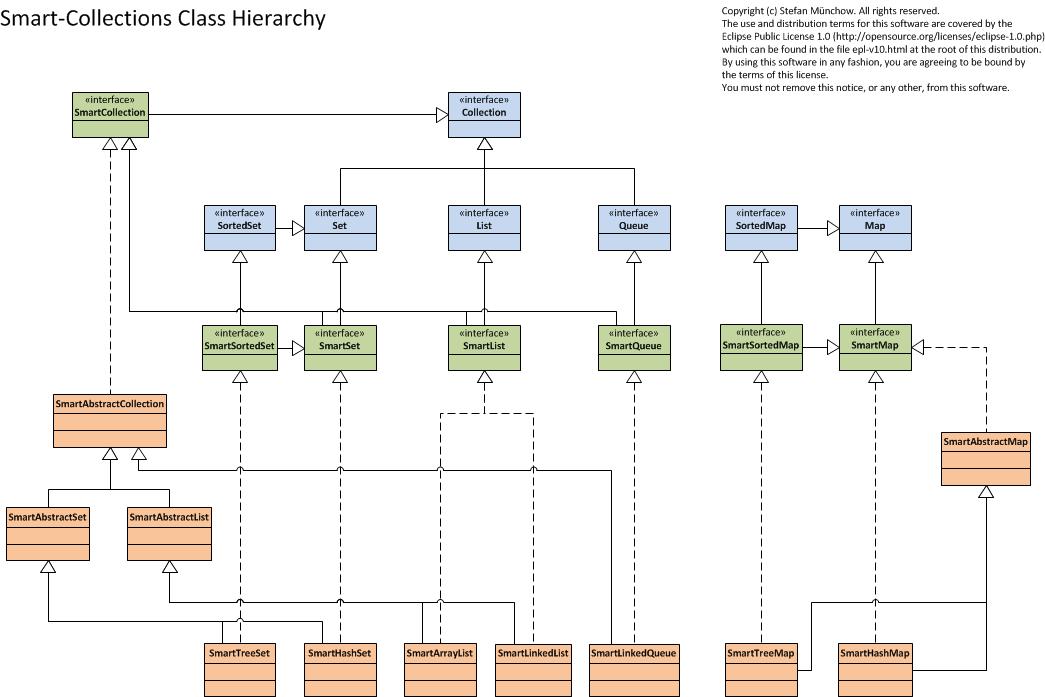 Smart-Collections Class Hierarchy
Copyright (c) Stefan Münchow. All rights reserved.
The use and distribution terms for this software are covered by the
Eclipse Public License 1.0 (http://opensource.org/licenses/eclipse-1.0.php)
which can be found in the file epl-v10.html at the root of this distribution.
By using this software in any fashion, you are agreeing to be bound by
the terms of this license.
You must not remove this notice, or any other, from this software.
«interface»
SmartCollection
«interface»
Collection
«interface»
SortedSet
«interface»
Set
«interface»
List
«interface»
Queue
«interface»
SortedMap
«interface»
Map
«interface»
SmartSortedSet
«interface»
SmartSet
«interface»
SmartList
«interface»
SmartQueue
«interface»
SmartSortedMap
«interface»
SmartMap
SmartAbstractCollection
SmartAbstractMap
SmartAbstractSet
SmartAbstractList
SmartTreeSet
SmartHashSet
SmartArrayList
SmartLinkedList
SmartLinkedQueue
SmartTreeMap
SmartHashMap